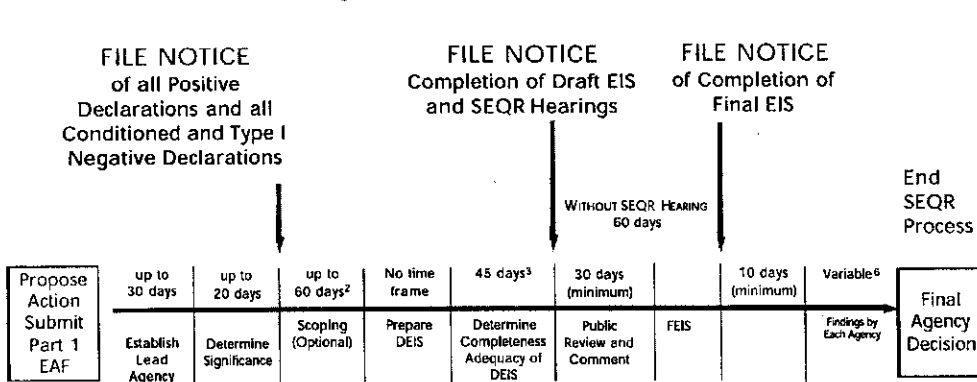 FILE NOTICE
of all Positive
Declarations and all
Conditioned and Type I
Negative Declarations
FILE NOTICE
Completion of Draft EIS
and SEQR Hearings
FILE NOTICE
of Completion of
Final EIS
WITHOUT SEQR HEARING
60 days
End
SEQR
Process
Propose
Action
Submit
Part 1
EAF
up to
30 days
up to
20 days
up to
60 days²
No time
frame
45 days³
30 days
(minimum)
10 days
(minimum)
Variable⁶
Establish
Lead
Agency
Determine
Significance
Scoping
(Optional)
Prepare
DEIS
Determine
Completeness
Adequacy of
DEIS
Public
Review and
Comment
FEIS
Findings by
Each Agency
Final
Agency
Decision